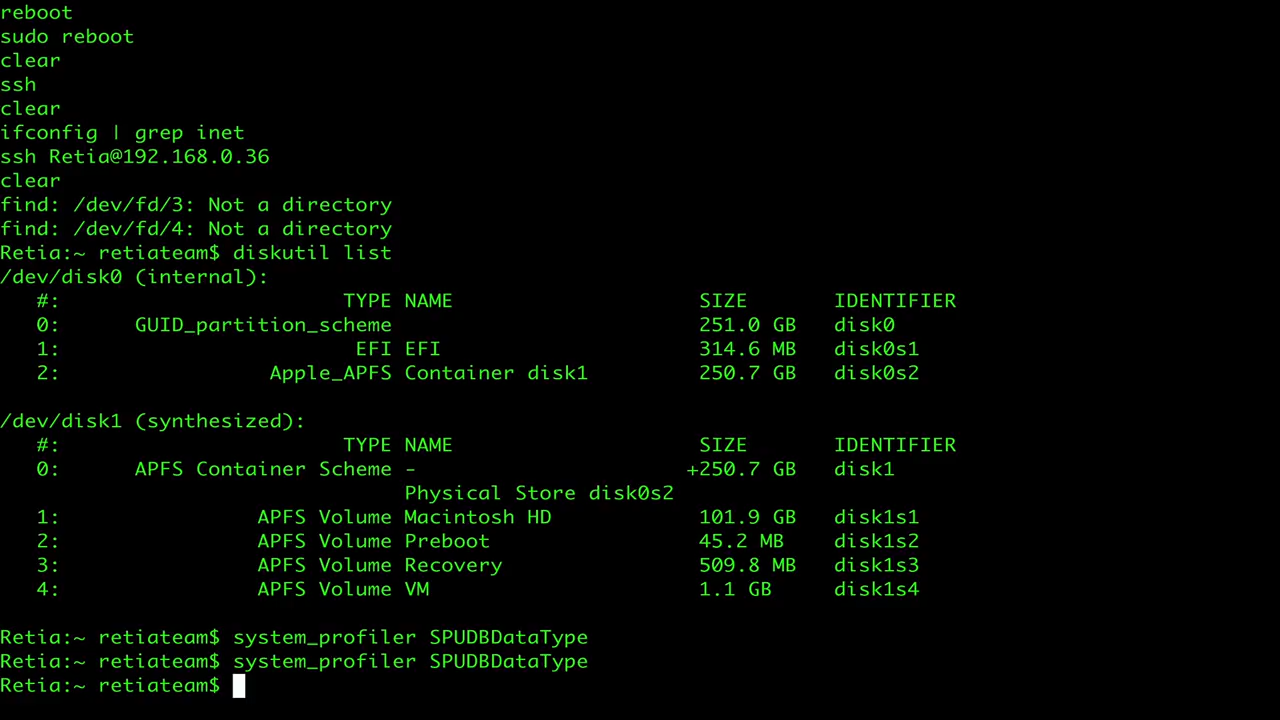 reboot
sudo reboot
clear
ssh
clear
ifconfig | grep inet
ssh Retia@192.168.0.36
clear
find: /dev/fd/3: Not a directory
find: /dev/fd/4: Not a directory
Retia:~ retiateam$ diskutil list
/dev/disk0 (internal):
   #:                       TYPE NAME                    SIZE       IDENTIFIER
   0:      GUID_partition_scheme                         251.0 GB   disk0
   1:                        EFI EFI                     314.6 MB   disk0s1
   2:                 Apple_APFS Container disk1         250.7 GB   disk0s2

/dev/disk1 (synthesized):
   #:                       TYPE NAME                    SIZE       IDENTIFIER
   0:      APFS Container Scheme -                      +250.7 GB   disk1
                                 Physical Store disk0s2
   1:                APFS Volume Macintosh HD            101.9 GB   disk1s1
   2:                APFS Volume Preboot                 45.2 MB    disk1s2
   3:                APFS Volume Recovery                509.8 MB   disk1s3
   4:                APFS Volume VM                      1.1 GB     disk1s4

Retia:~ retiateam$ system_profiler SPUDBDataType
Retia:~ retiateam$ system_profiler SPUDBDataType
Retia:~ retiateam$